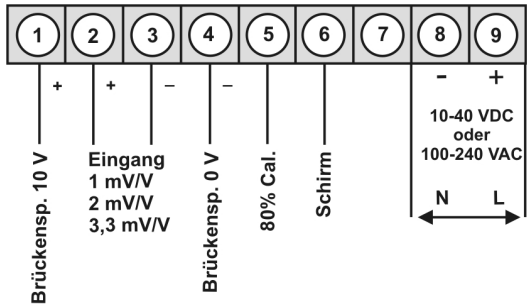 1 2 3 4 5 6 7 8 9
+ + – – - +
Brückensp. 10 V
Eingang
1 mV/V
2 mV/V
3,3 mV/V
Brückensp. 0 V
80% Cal.
Schirm
10-40 VDC
oder
100-240 VAC
N L